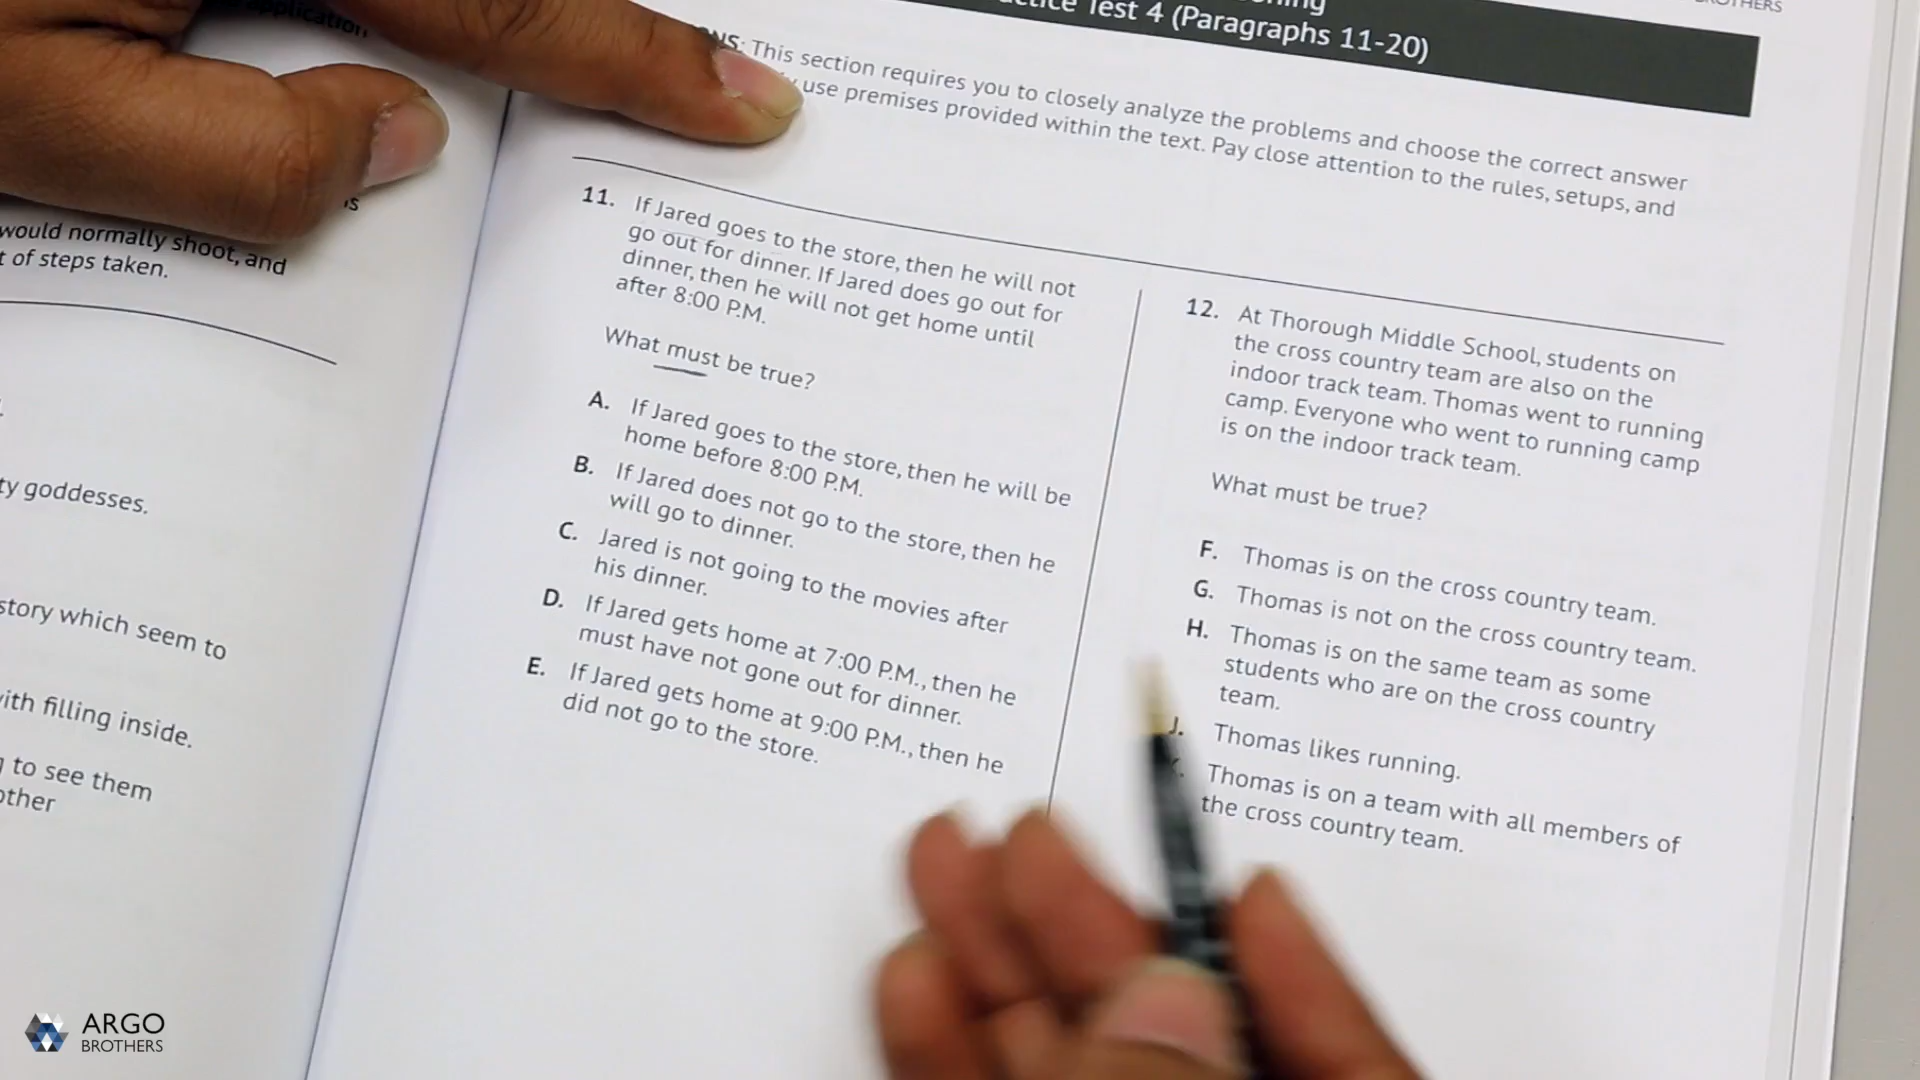 application
would normally shoot, and
of steps taken.
goddesses.
which seem to
filling inside.
to see them
BROTHERS
Test 4 (Paragraphs 11-20)
This section requires you to closely analyze the problems and choose the correct answer
use premises provided within the text. Pay close attention to the rules, setups, and
11. If Jared goes to the store, then he will not
go out for dinner. If Jared does go out for
dinner, then he will not get home until
after 8:00 P.M.
What must be true?
A. If Jared goes to the store, then he will be
home before 8:00 P.M.
B. If Jared does not go to the store, then he
will go to dinner.
C. Jared is not going to the movies after
his dinner.
D. If Jared gets home at 7:00 P.M., then he
must have not gone out for dinner.
E. If Jared gets home at 9:00 P.M., then he
did not go to the store.
12. At Thorough Middle School, students on
the cross country team are also on the
indoor track team. Thomas went to running
camp. Everyone who went to running camp
is on the indoor track team.
What must be true?
F. Thomas is on the cross country team.
G. Thomas is not on the cross country team.
H. Thomas is on the same team as some
students who are on the cross country
team.
J. Thomas likes running.
Thomas is on a team with all members of
the cross country team.
ARGO
BROTHERS